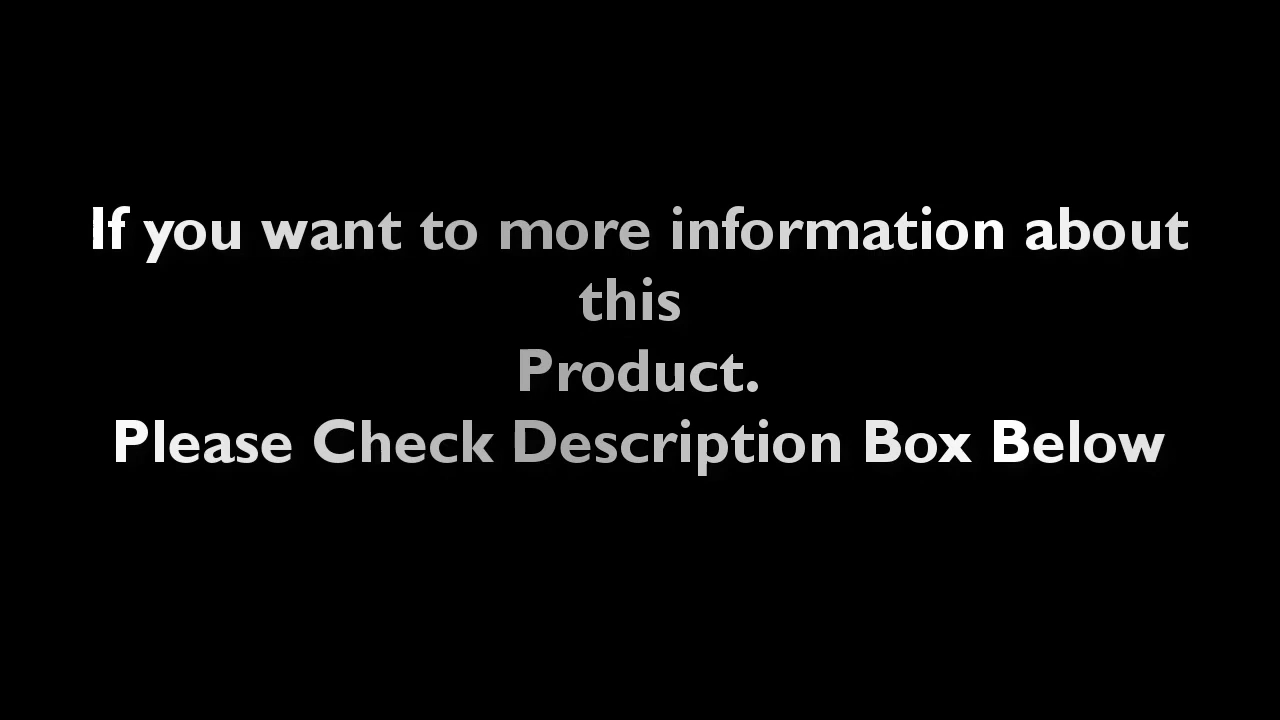 If you want to more information about
this
Product.
Please Check Description Box Below